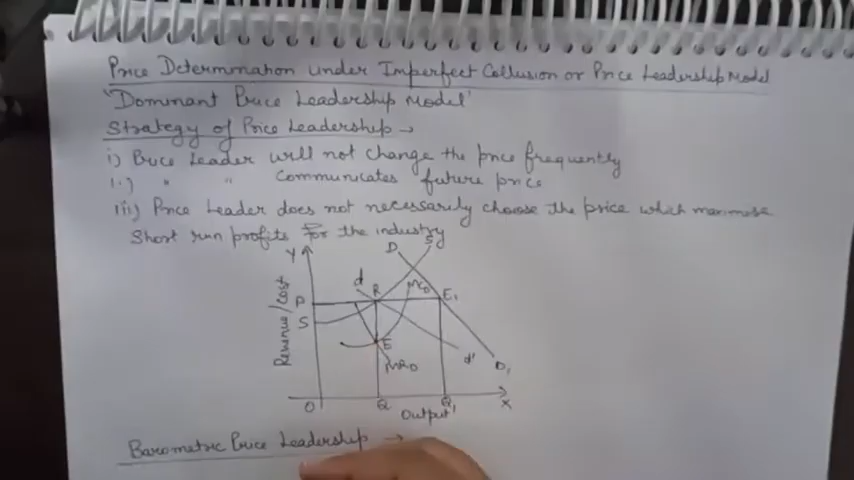 Price Determination under Imperfect Collusion or Price Leadership Model
"Dominant Price Leadership Model"
Strategy of Price Leadership →
i) Price Leader will not change the price frequently
ii) " " communicates future price
iii) Price Leader does not necessarily choose the price which maximise
Short run profits for the industry
Y D S
d R MCD E1
P
S
Revenue/cost
E
MRD d' D1
O Q Q1 X
Output
Barometric Price Leadership →